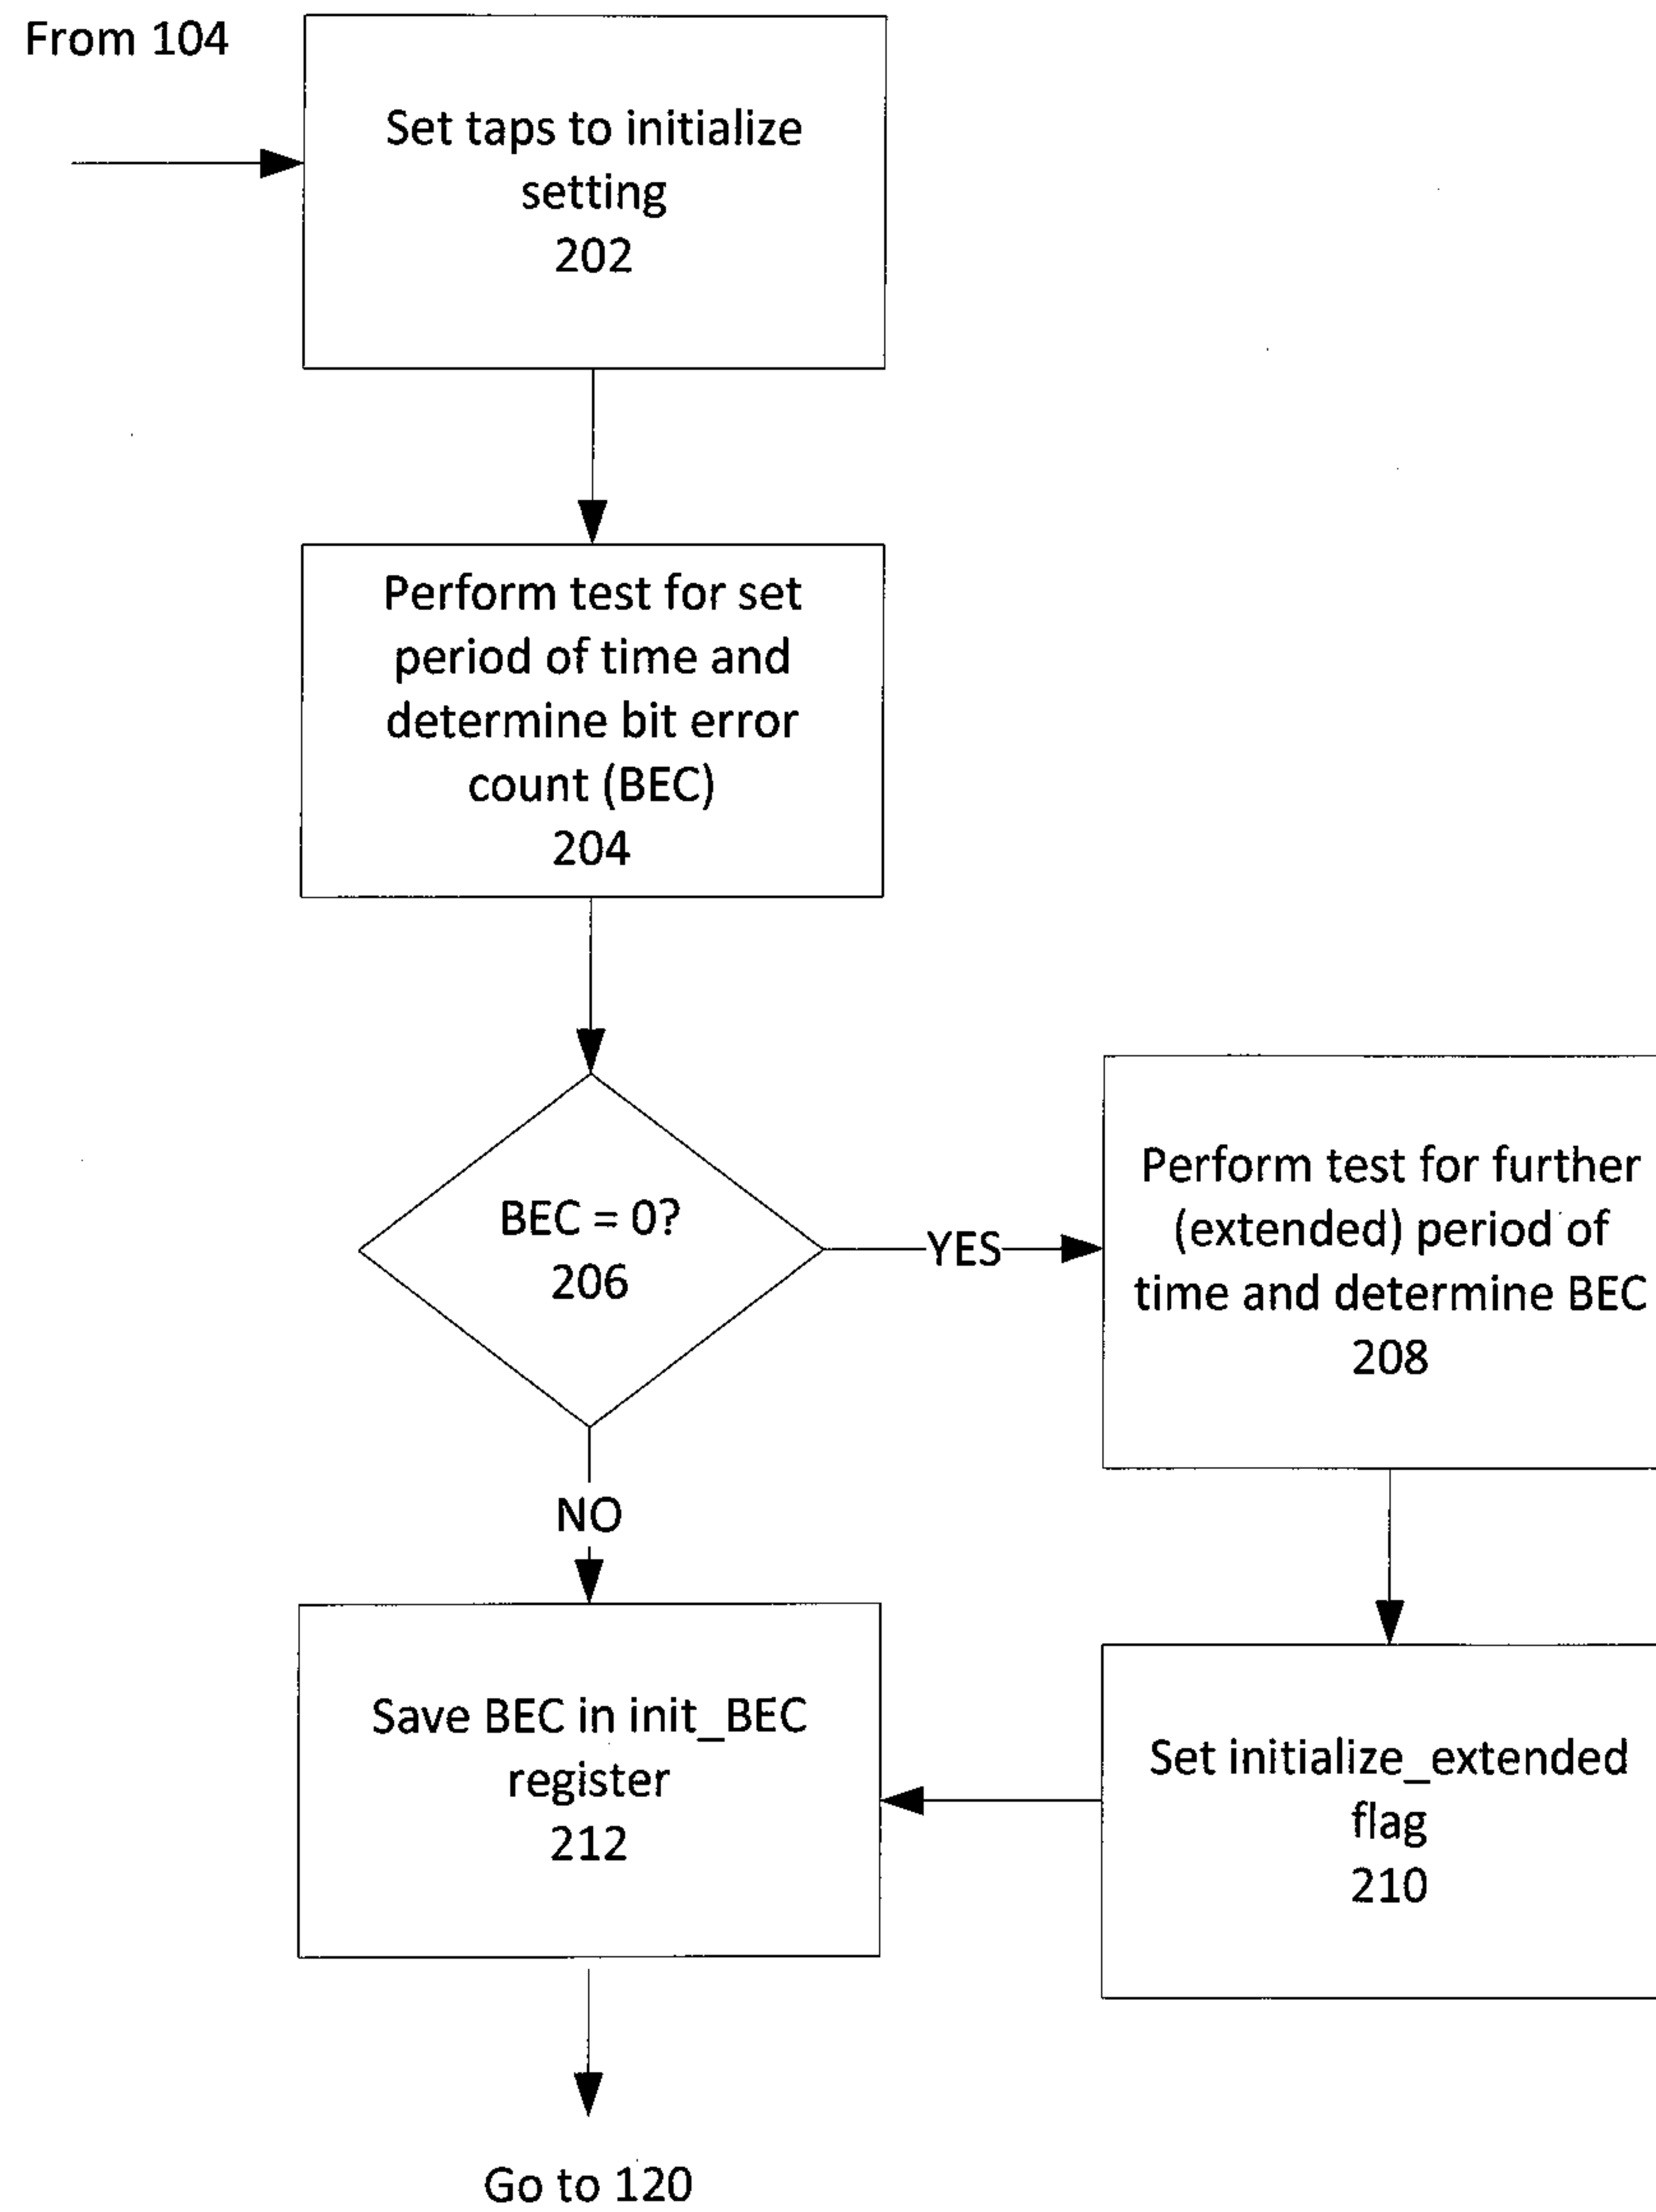 From 104
Set taps to initialize
setting
202
Perform test for set
period of time and
determine bit error
count (BEC)
204
BEC = 0?
206
YES
Perform test for further
(extended) period of
time and determine BEC
208
NO
Save BEC in init_BEC
register
212
Set initialize_extended
flag
210
Go to 120